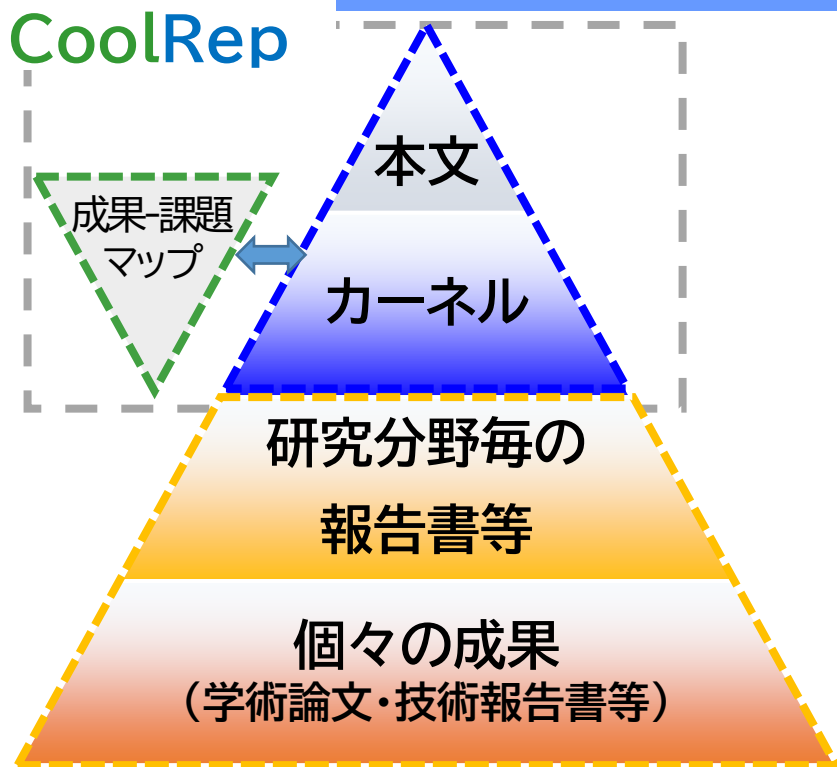 CoolRep
本文
成果-課題
マップ
カーネル
研究分野毎の
報告書等
個々の成果
（学術論文・技術報告書等）